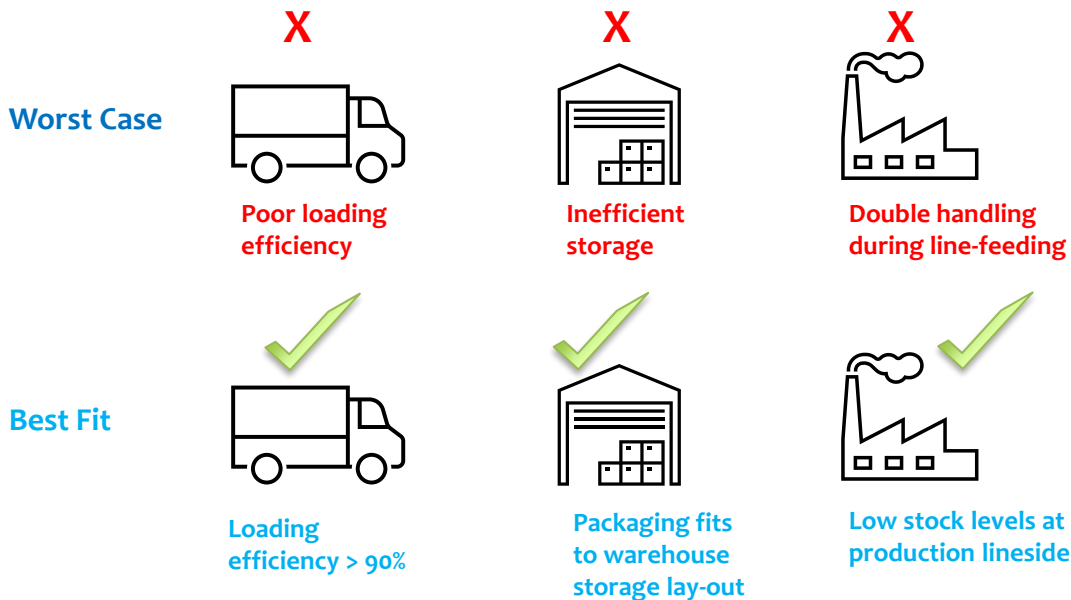 X
X
X
Worst Case
Poor loading
efficiency
Inefficient
storage
Double handling
during line-feeding
Best Fit
Loading
efficiency > 90%
Packaging fits
to warehouse
storage lay-out
Low stock levels at
production lineside